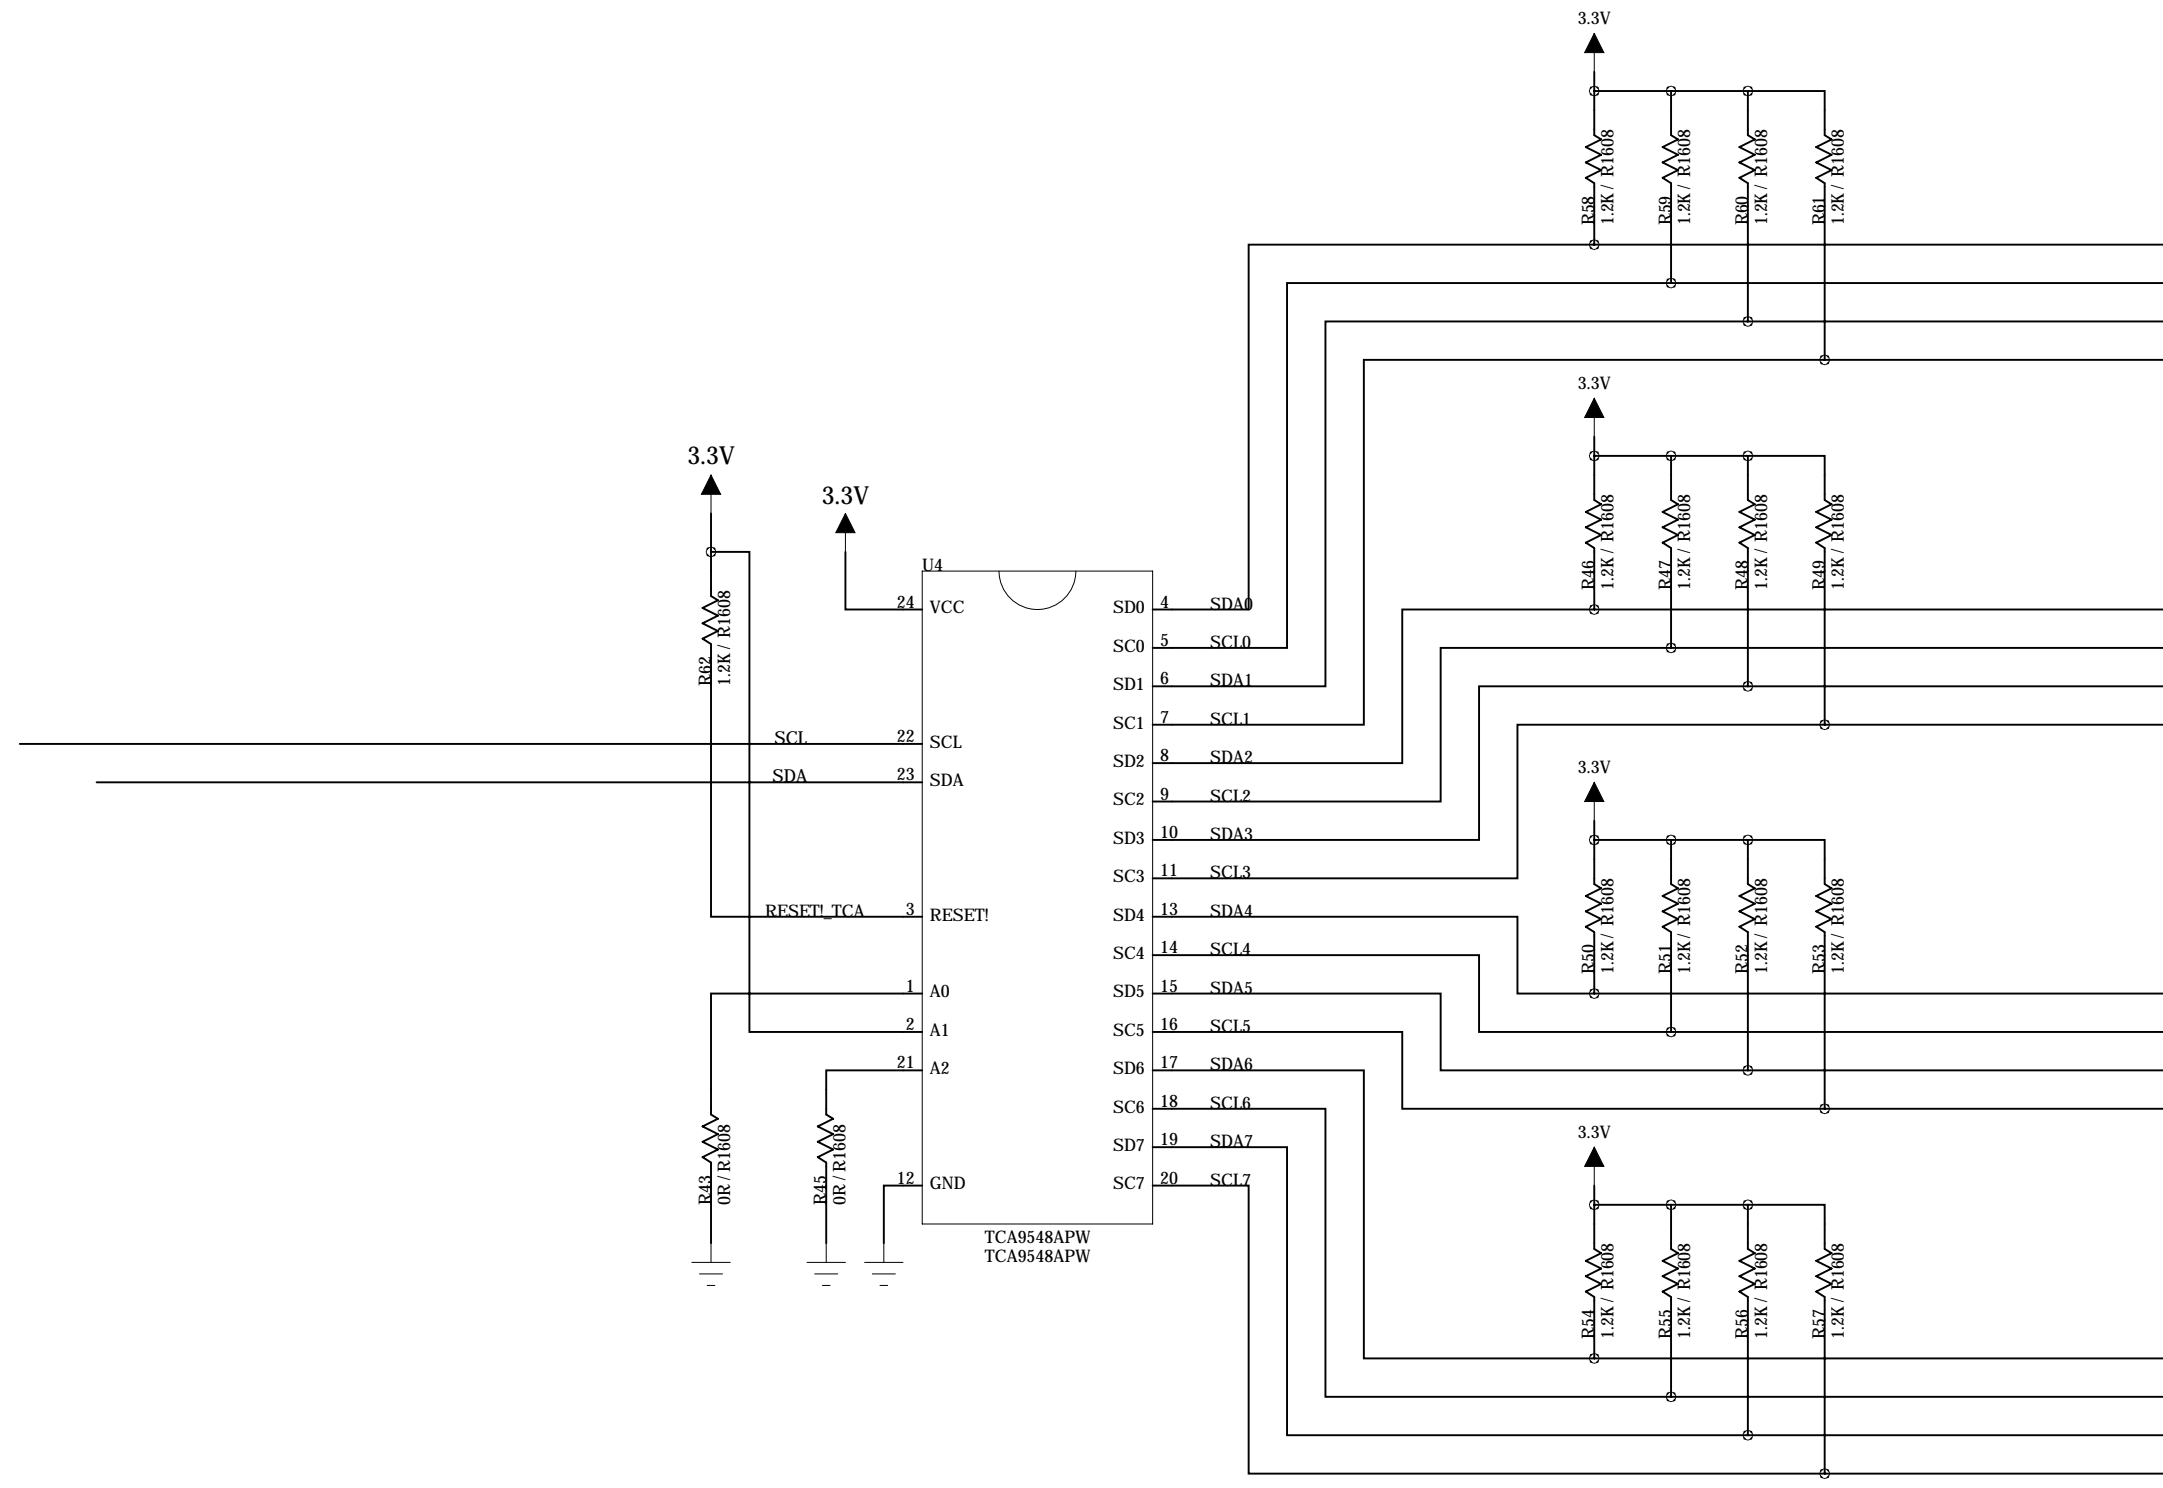 3.3V
R58
1.2K / R1608
R59
1.2K / R1608
R60
1.2K / R1608
R61
1.2K / R1608
3.3V
R46
1.2K / R1608
R47
1.2K / R1608
R48
1.2K / R1608
R49
1.2K / R1608
3.3V
3.3V
R62
1.2K / R1608
U4
24 VCC
SCL 22 SCL
SDA 23 SDA
RESET!_TCA 3 RESET!
1 A0
2 A1
21 A2
12 GND
SD0 4 SDA0
SC0 5 SCL0
SD1 6 SDA1
SC1 7 SCL1
SD2 8 SDA2
SC2 9 SCL2
SD3 10 SDA3
SC3 11 SCL3
SD4 13 SDA4
SC4 14 SCL4
SD5 15 SDA5
SC5 16 SCL5
SD6 17 SDA6
SC6 18 SCL6
SD7 19 SDA7
SC7 20 SCL7
TCA9548APW
TCA9548APW
R43
0R / R1608
R45
0R / R1608
3.3V
R50
1.2K / R1608
R51
1.2K / R1608
R52
1.2K / R1608
R53
1.2K / R1608
3.3V
R54
1.2K / R1608
R55
1.2K / R1608
R56
1.2K / R1608
R57
1.2K / R1608